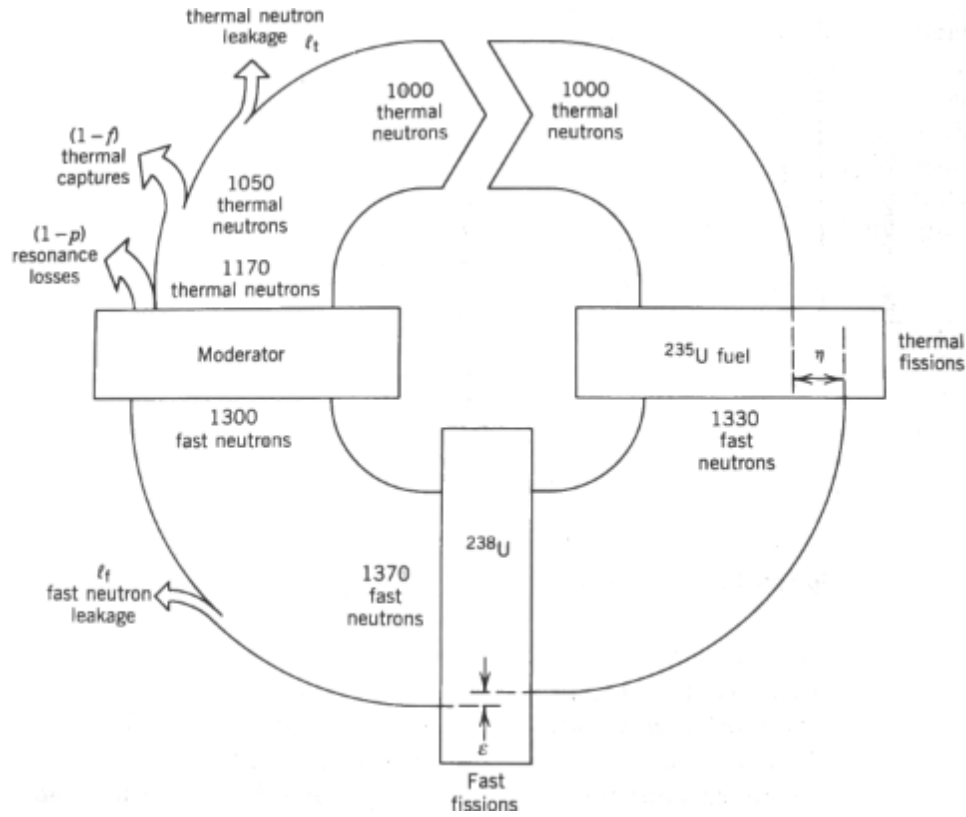 thermal neutron
leakage ℓt
1000
thermal
neutrons
1000
thermal
neutrons
(1 − f)
thermal
captures
1050
thermal
neutrons
(1 − p)
resonance
losses
1170
thermal neutrons
Moderator
235U fuel
η
thermal
fissions
1300
fast neutrons
1330
fast
neutrons
238U
ℓf
fast neutron
leakage
1370
fast
neutrons
ε
Fast
fissions